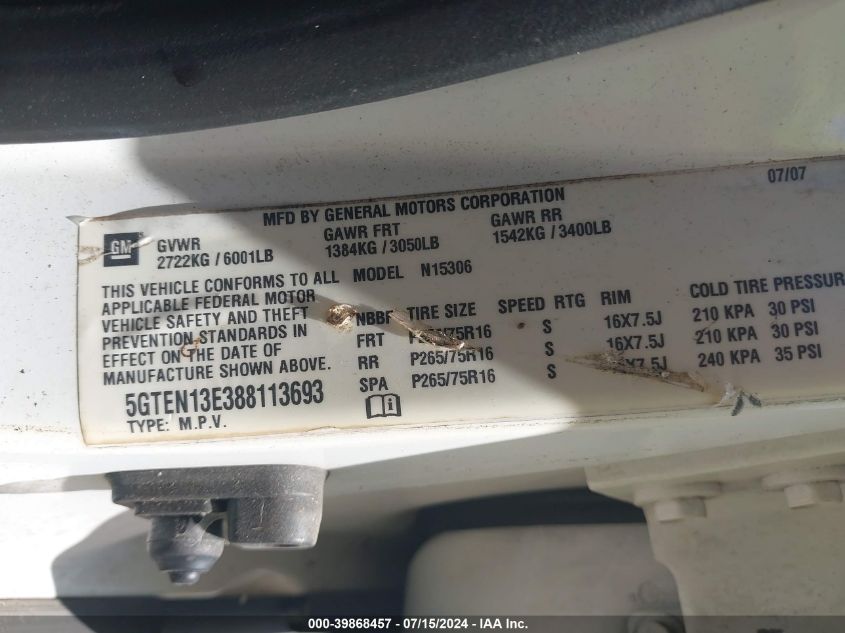 07/07
MFD BY GENERAL MOTORS CORPORATION
GM GVWR GAWR FRT GAWR RR
2722KG / 6001LB 1384KG / 3050LB 1542KG / 3400LB
THIS VEHICLE CONFORMS TO ALL MODEL N15306
APPLICABLE FEDERAL MOTOR
VEHICLE SAFETY AND THEFT
PREVENTION STANDARDS IN
EFFECT ON THE DATE OF
MANUFACTURE SHOWN ABOVE.
5GTEN13E388113693
TYPE: M.P.V.
TIRE SIZE SPEED RTG RIM COLD TIRE PRESSUR
FRT S 16X7.5J 210 KPA 30 PSI
RR P265/75R16 S 16X7.5J 210 KPA 30 PSI
SPA P265/75R16 S 240 KPA 35 PSI
000-39868457 - 07/15/2024 - IAA Inc.